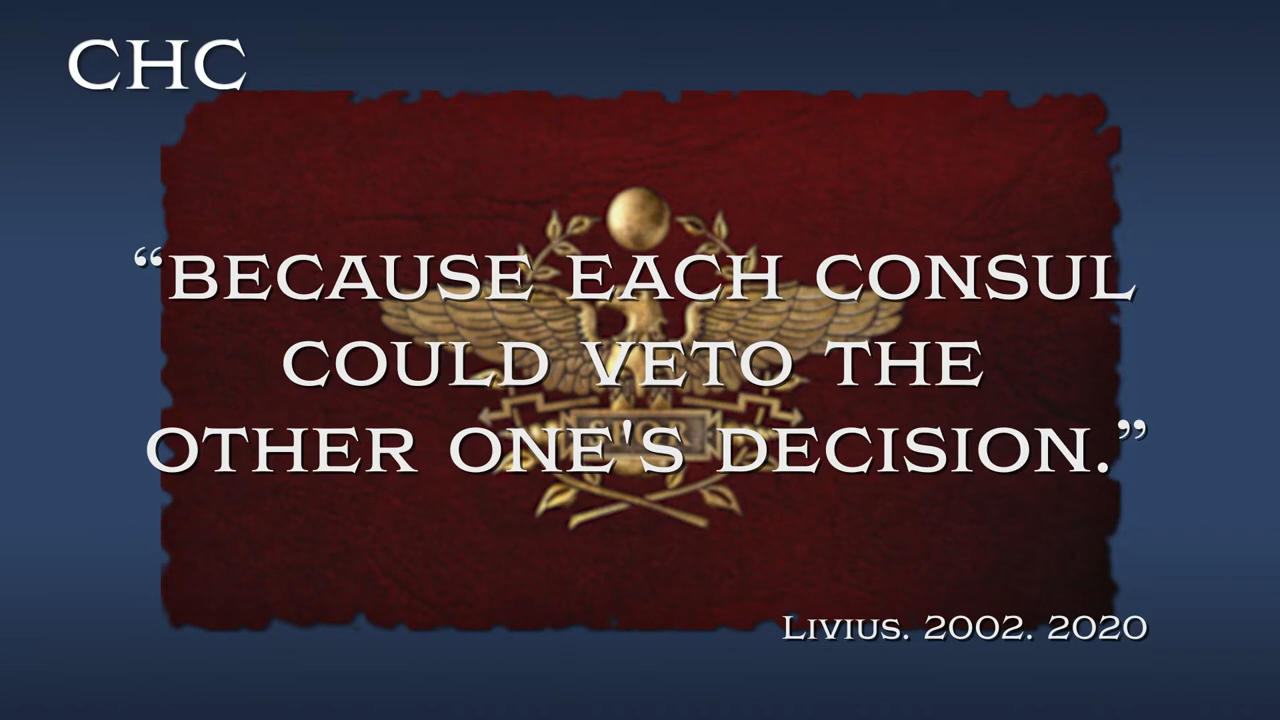 CHC
“BECAUSE EACH CONSUL
COULD VETO THE
OTHER ONE'S DECISION.”
LIVIUS. 2002. 2020